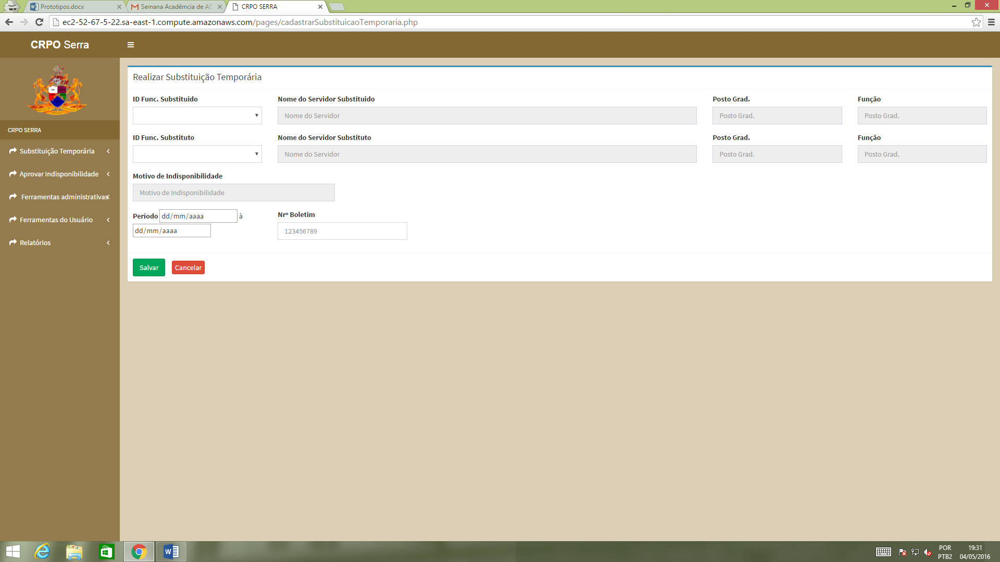 Prototipos.docx
Semana Acadêmcia de AD
CRPO SERRA
ec2-52-67-5-22.sa-east-1.compute.amazonaws.com/pages/cadastrarSubstituicaoTemporaria.php
CRPO Serra
CRPO SERRA
Substituição Temporária
Aprovar Indisponibilidade
Ferramentas administrativas
Ferramentas do Usuário
Relatórios
Realizar Substituição Temporária
ID Func. Substituido
Nome do Servidor Substituido
Posto Grad.
Função
Nome do Servidor
Posto Grad.
Posto Grad.
ID Func. Substituto
Nome do Servidor Substituto
Posto Grad.
Função
Nome do Servidor
Posto Grad.
Posto Grad.
Motivo de Indisponibilidade
Motivo de Indisponibilidade
Período dd/mm/aaaa à
dd/mm/aaaa
Nrº Boletim
123456789
Salvar
Cancelar
POR
PTB2
19:31
04/05/2016